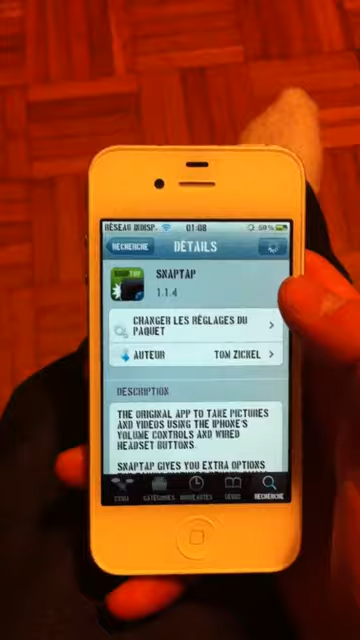 RÉSEAU INDISP. 01:08 59%
RECHERCHE DÉTAILS
SNAPTAP
1.1.4
CHANGER LES RÉGLAGES DU
PAQUET
AUTEUR TOM ZICKEL
DESCRIPTION
THE ORIGINAL APP TO TAKE PICTURES
AND VIDEOS USING THE IPHONE'S
VOLUME CONTROLS AND WIRED
HEADSET BUTTONS.
SNAPTAP GIVES YOU EXTRA OPTIONS
CYDIA CATÉGORIES NOUVEAUTÉS GÉRER RECHERCHE